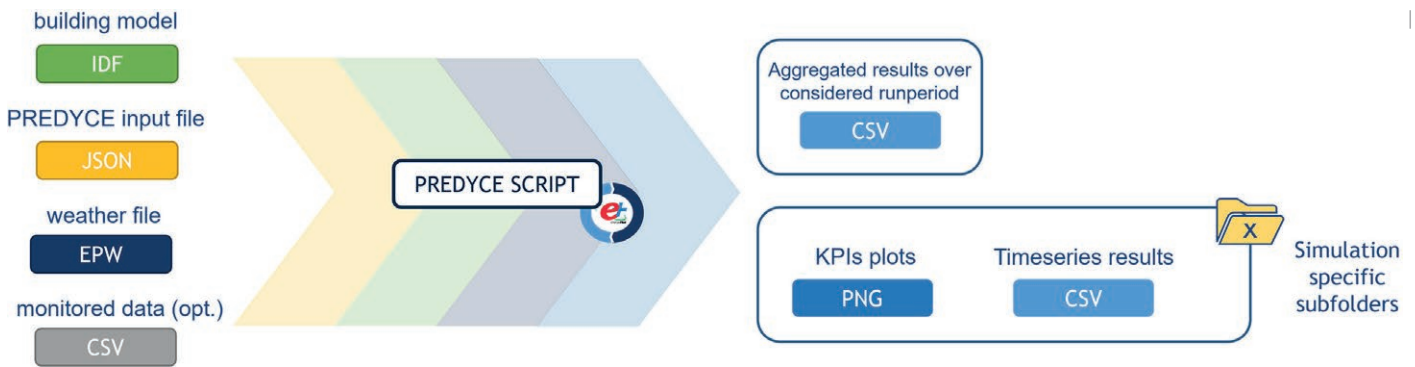 building model
IDF
PREDYCE input file
JSON
weather file
EPW
monitored data (opt.)
CSV
PREDYCE SCRIPT
e+
Aggregated results over
considered runperiod
CSV
KPIs plots
PNG
Timeseries results
CSV
X
Simulation
specific
subfolders